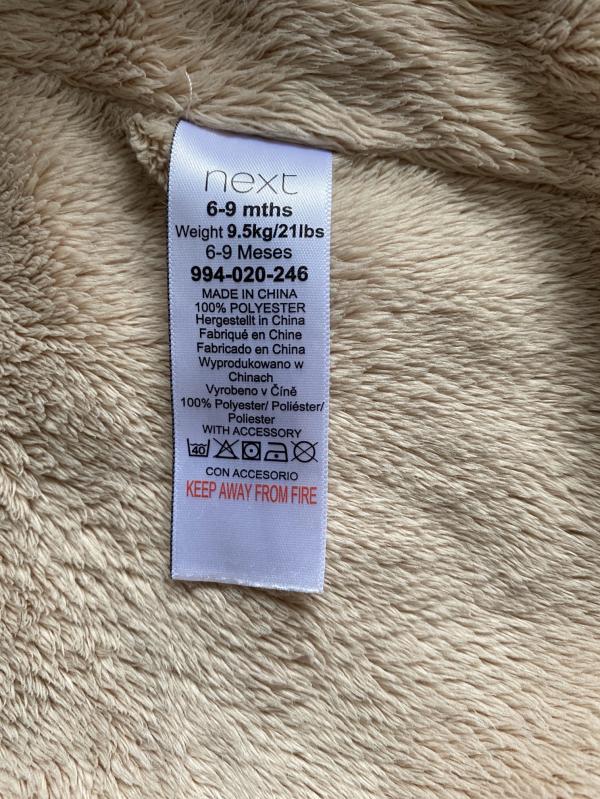 next
6-9 mths
Weight 9.5kg/21lbs
6-9 Meses
994-020-246
MADE IN CHINA
100% POLYESTER
Hergestellt in China
Fabriqué en Chine
Fabricado en China
Wyprodukowano w
Chinach
Vyrobeno v Číně
100% Polyester/ Poliéster/
Poliester
WITH ACCESSORY
40
CON ACCESORIO
KEEP AWAY FROM FIRE